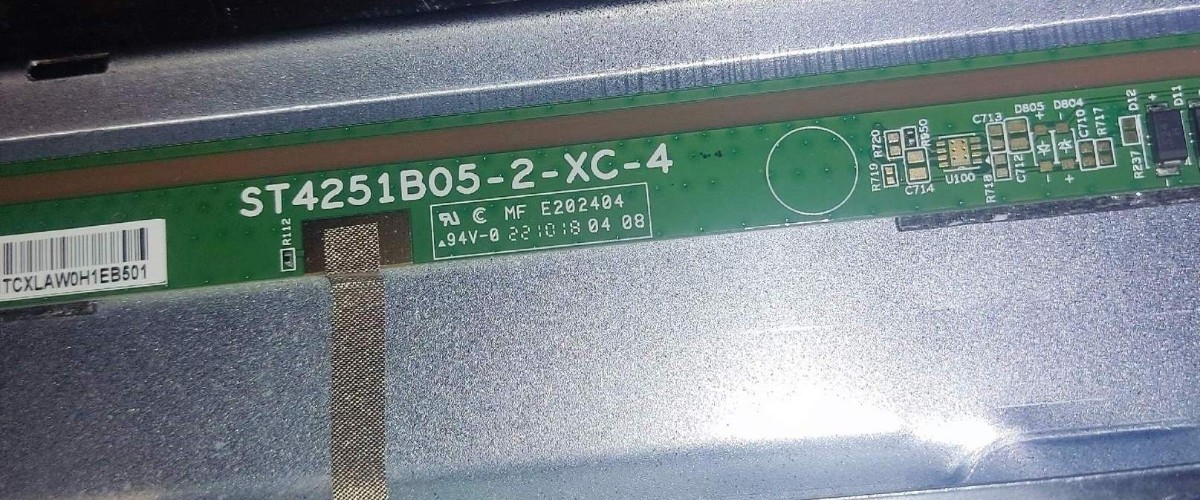 ST4251B05-2-XC-4
MF E202404
▲94V-0 221018 04 08
TCXLAW0H1EB501
R112
R720
R950
R719
C714
U100
C713
R718
C712
D805
D804
+
-
C710
R717
-
+
D12
R237
+
D11
-